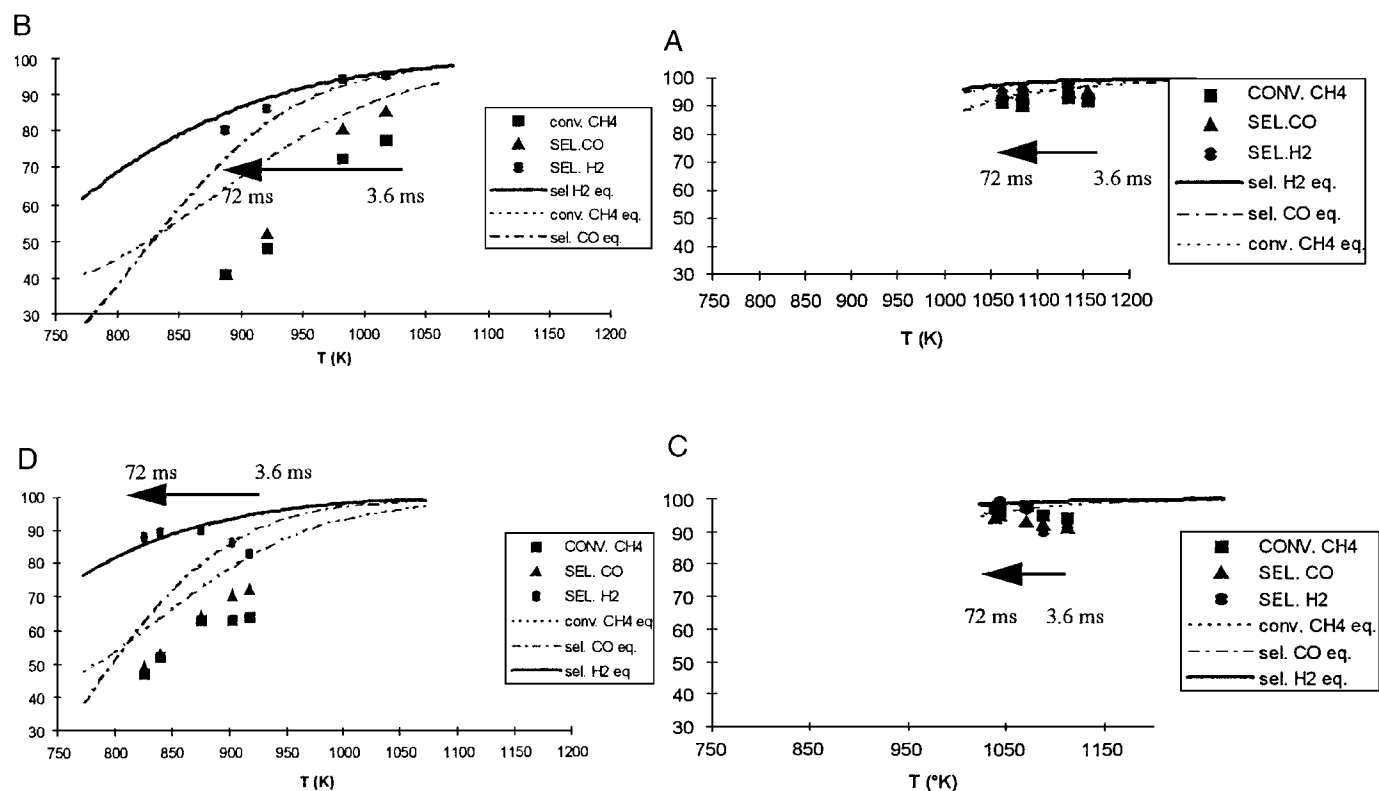 B
100
90
80
70
60
50
40
30
750 800 850 900 950 1000 1050 1100 1150 1200
T (K)
72 ms
3.6 ms
conv. CH4
SEL.CO
SEL. H2
sel H2 eq.
conv. CH4 eq.
sel. CO eq.
A
100
90
80
70
60
50
40
30
750 800 850 900 950 1000 1050 1100 1150 1200
T (K)
72 ms
3.6 ms
CONV. CH4
SEL.CO
SEL.H2
sel. H2 eq.
sel. CO eq.
conv. CH4 eq.
D
72 ms
3.6 ms
100
90
80
70
60
50
40
30
750 800 850 900 950 1000 1050 1100 1150 1200
T (K)
CONV. CH4
SEL. CO
SEL. H2
conv. CH4 eq
sel. CO eq.
sel. H2 eq
C
100
90
80
70
60
50
40
30
750 850 950 1050 1150
T (°K)
72 ms
3.6 ms
CONV. CH4
SEL. CO
SEL. H2
conv. CH4 eq.
sel. CO eq.
sel. H2 eq.